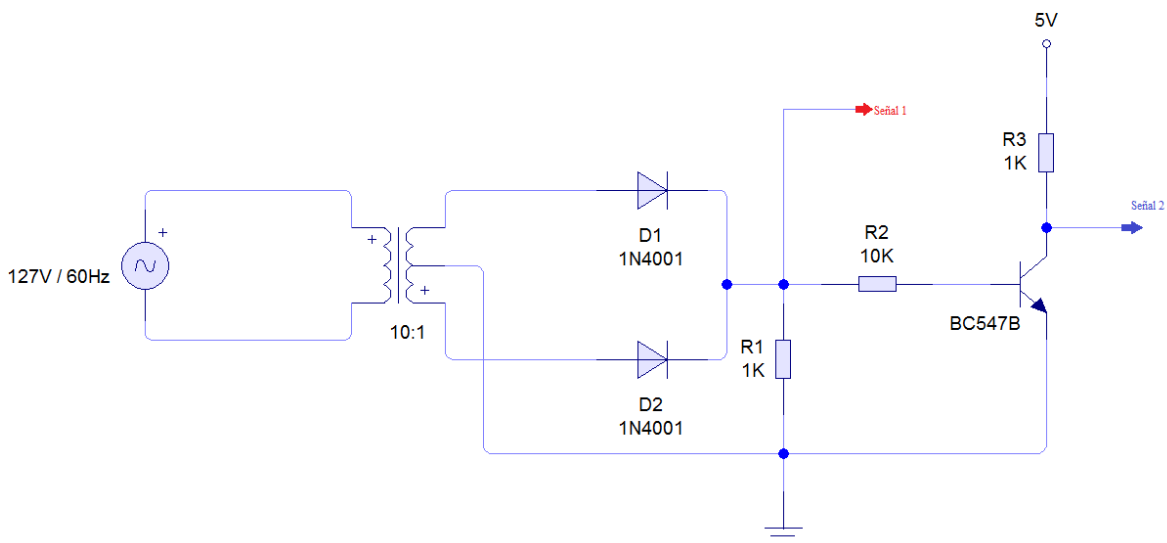 5V
Señal 1
R3
1K
Señal 2
D1
1N4001
R2
10K
127V / 60Hz
+
+
+
10:1
BC547B
R1
1K
D2
1N4001